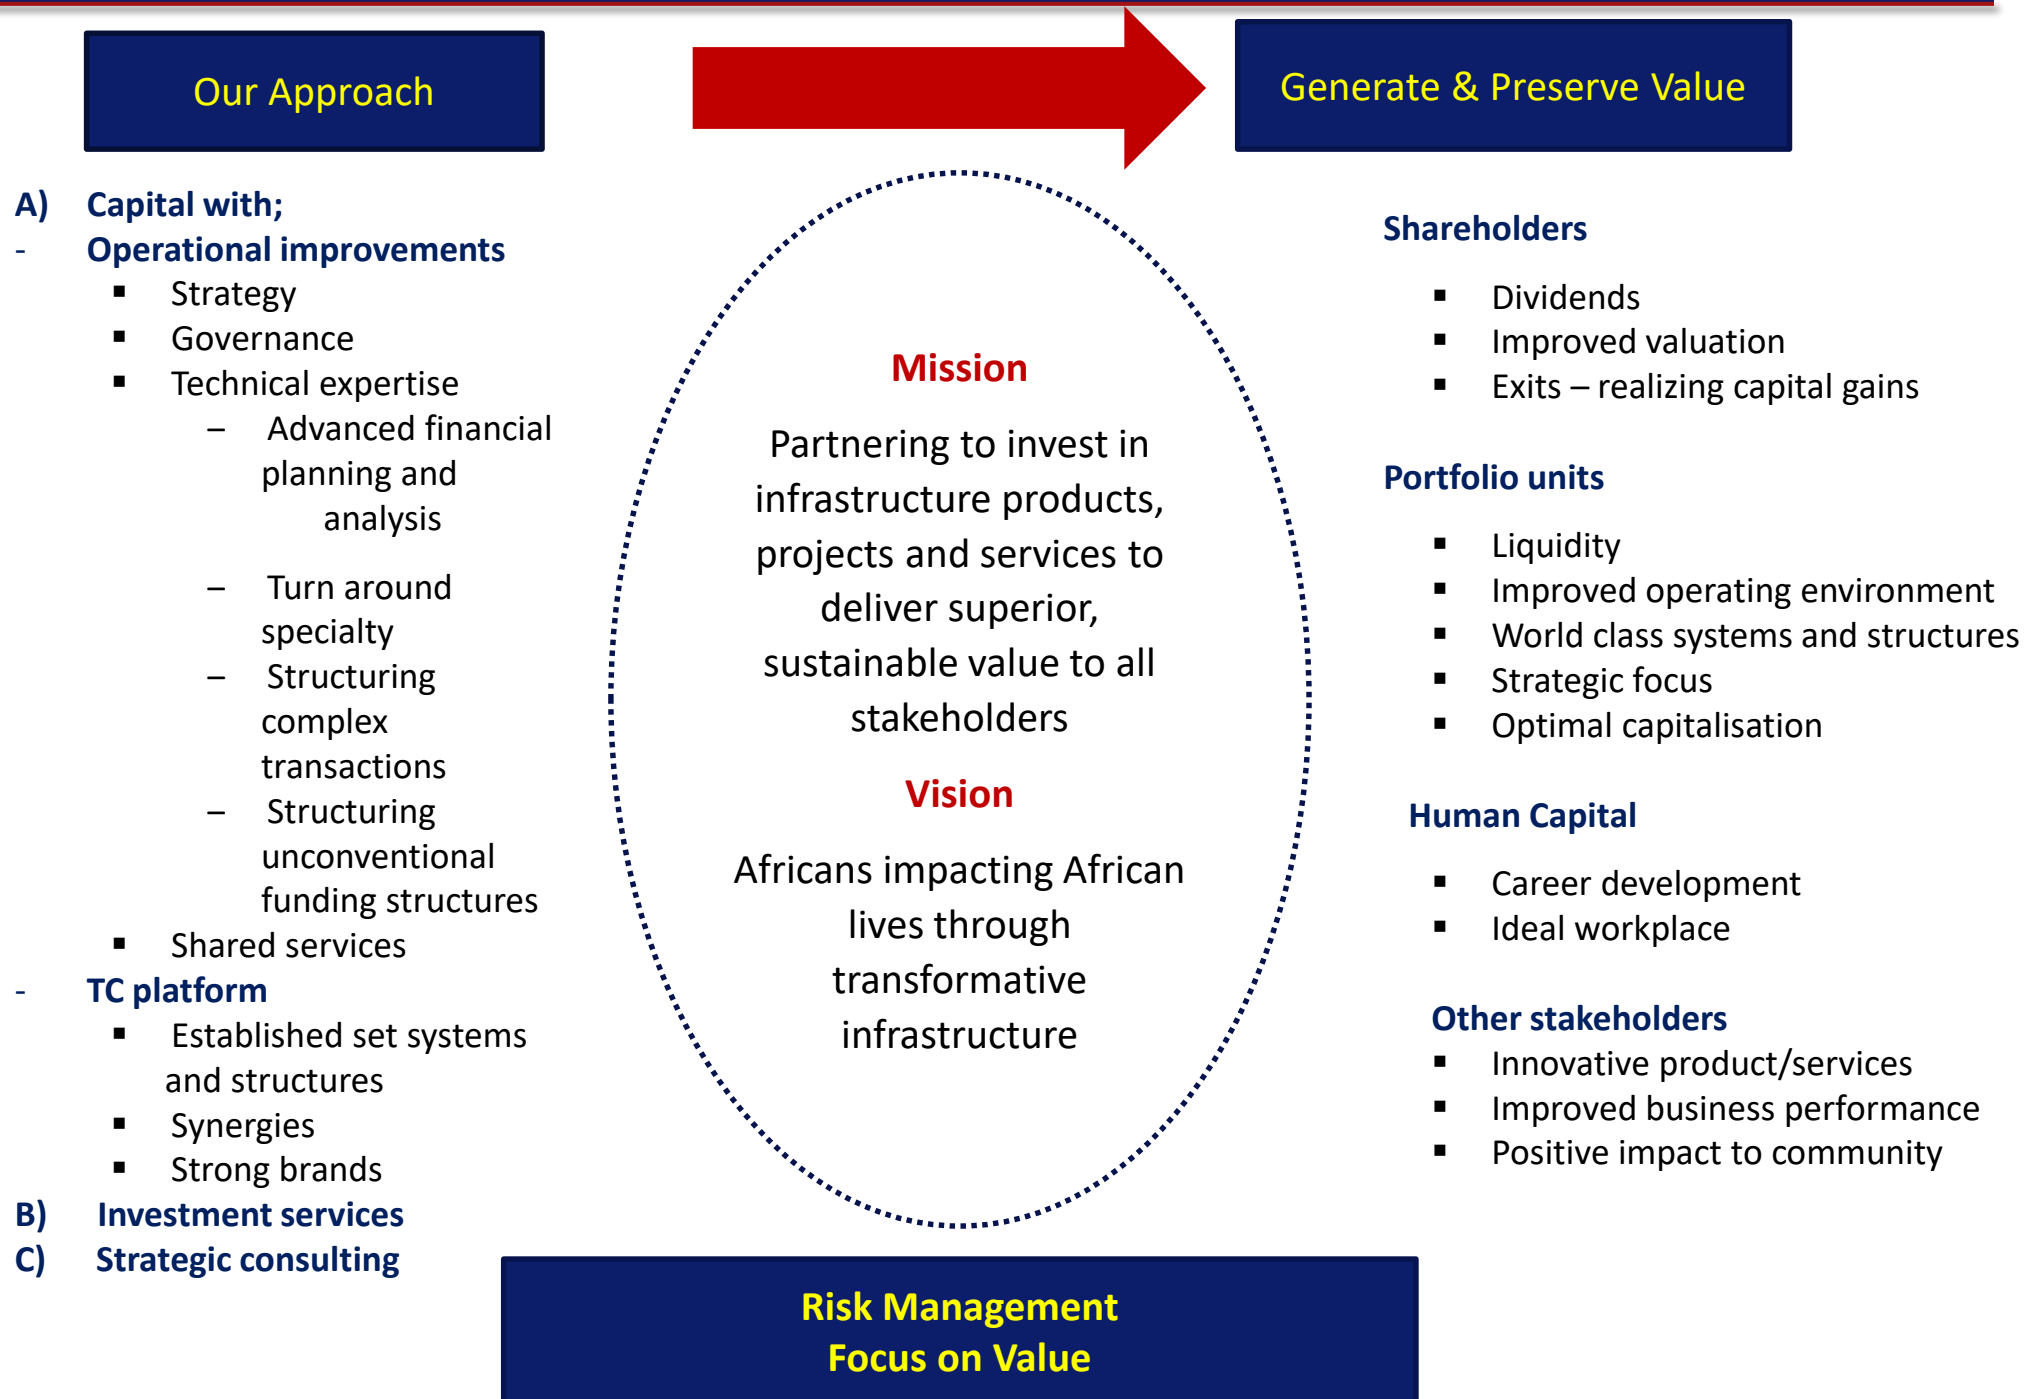 Our Approach
Generate & Preserve Value
A) Capital with;
- Operational improvements
▪ Strategy
▪ Governance
▪ Technical expertise
– Advanced financial
planning and
analysis
– Turn around
specialty
– Structuring
complex
transactions
– Structuring
unconventional
funding structures
▪ Shared services
- TC platform
▪ Established set systems
and structures
▪ Synergies
▪ Strong brands
B) Investment services
C) Strategic consulting
Mission
Partnering to invest in
infrastructure products,
projects and services to
deliver superior,
sustainable value to all
stakeholders
Vision
Africans impacting African
lives through
transformative
infrastructure
Shareholders
▪ Dividends
▪ Improved valuation
▪ Exits – realizing capital gains
Portfolio units
▪ Liquidity
▪ Improved operating environment
▪ World class systems and structures
▪ Strategic focus
▪ Optimal capitalisation
Human Capital
▪ Career development
▪ Ideal workplace
Other stakeholders
▪ Innovative product/services
▪ Improved business performance
▪ Positive impact to community
Risk Management
Focus on Value